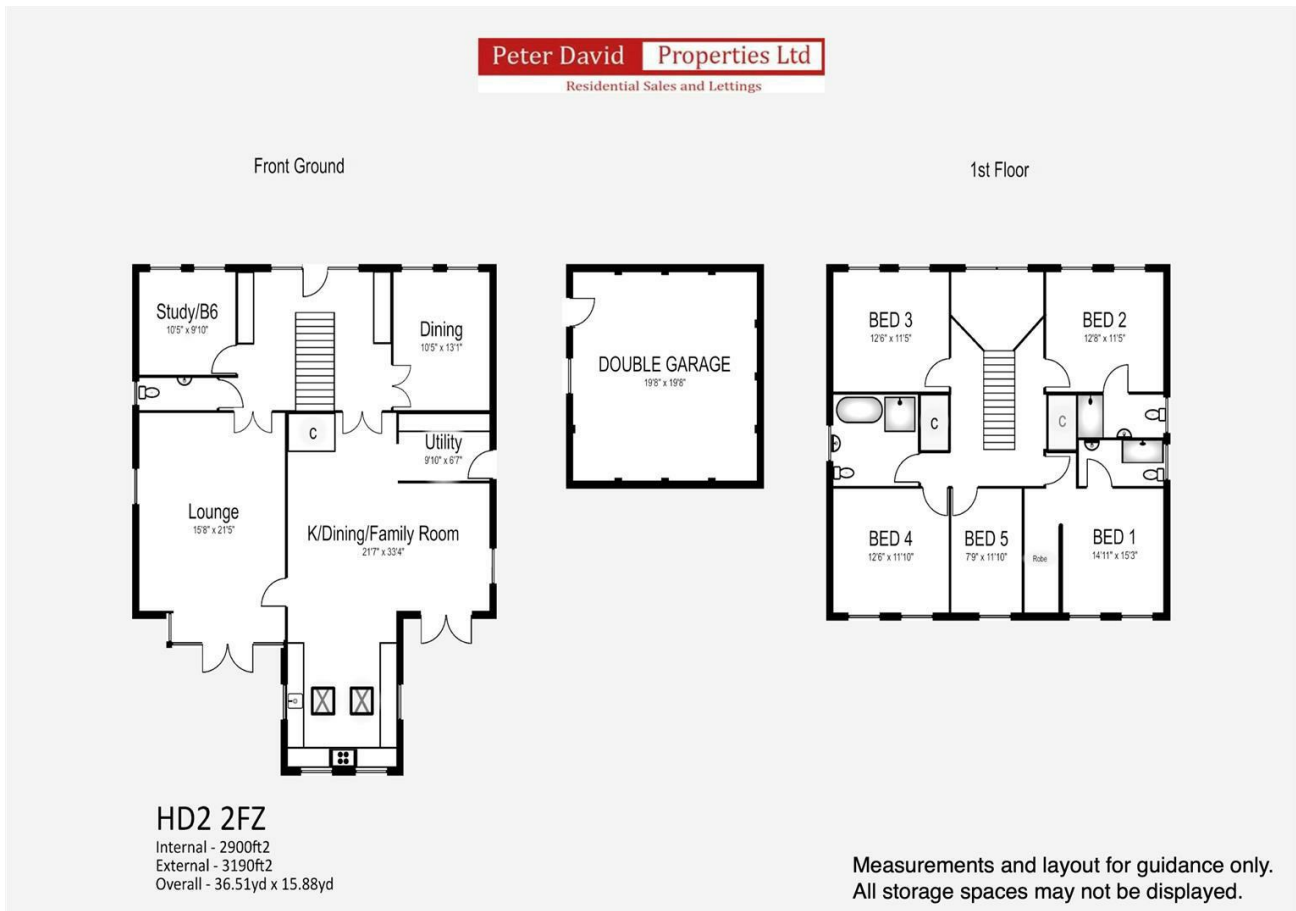 Peter David Properties Ltd
Residential Sales and Lettings
Front Ground
1st Floor
Study/B6
10'5" x 9'10"
Dining
10'5" x 13'1"
C
Utility
9'10" x 6'7"
Lounge
15'8" x 21'5"
K/Dining/Family Room
21'7" x 33'4"
DOUBLE GARAGE
19'8" x 19'8"
BED 3
12'6" x 11'5"
BED 2
12'8" x 11'5"
C
C
BED 4
12'6" x 11'10"
BED 5
7'9" x 11'10"
Robe
BED 1
14'11" x 15'3"
HD2 2FZ
Internal - 2900ft2
External - 3190ft2
Overall - 36.51yd x 15.88yd
Measurements and layout for guidance only.
All storage spaces may not be displayed.